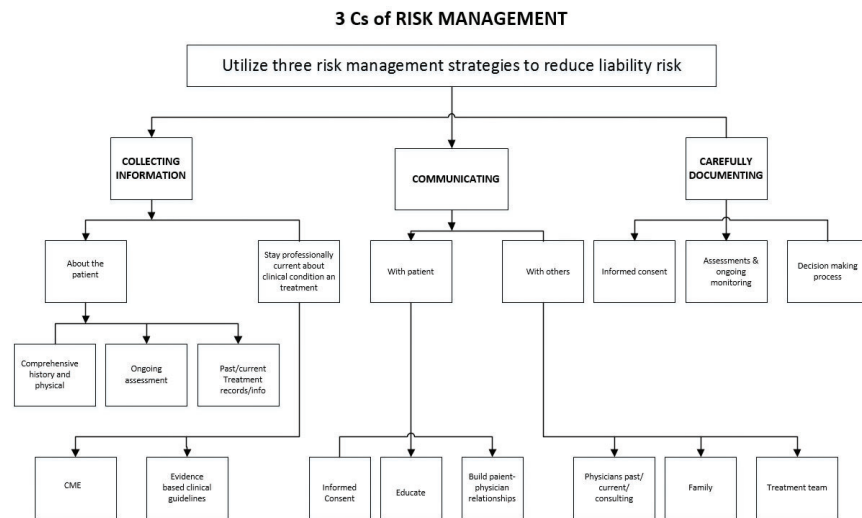 3 Cs of RISK MANAGEMENT
Utilize three risk management strategies to reduce liability risk
COLLECTING
INFORMATION
COMMUNICATING
CAREFULLY
DOCUMENTING
About the
patient
Stay professionally
current about
clinical condition an
treatment
With patient
With others
Informed consent
Assessments &
ongoing
monitoring
Decision making
process
Comprehensive
history and
physical
Ongoing
assessment
Past/current
Treatment
records/info
CME
Evidence
based clinical
guidelines
Informed
Consent
Educate
Build paient-
physician
relationships
Physicians past/
current/
consulting
Family
Treatment team